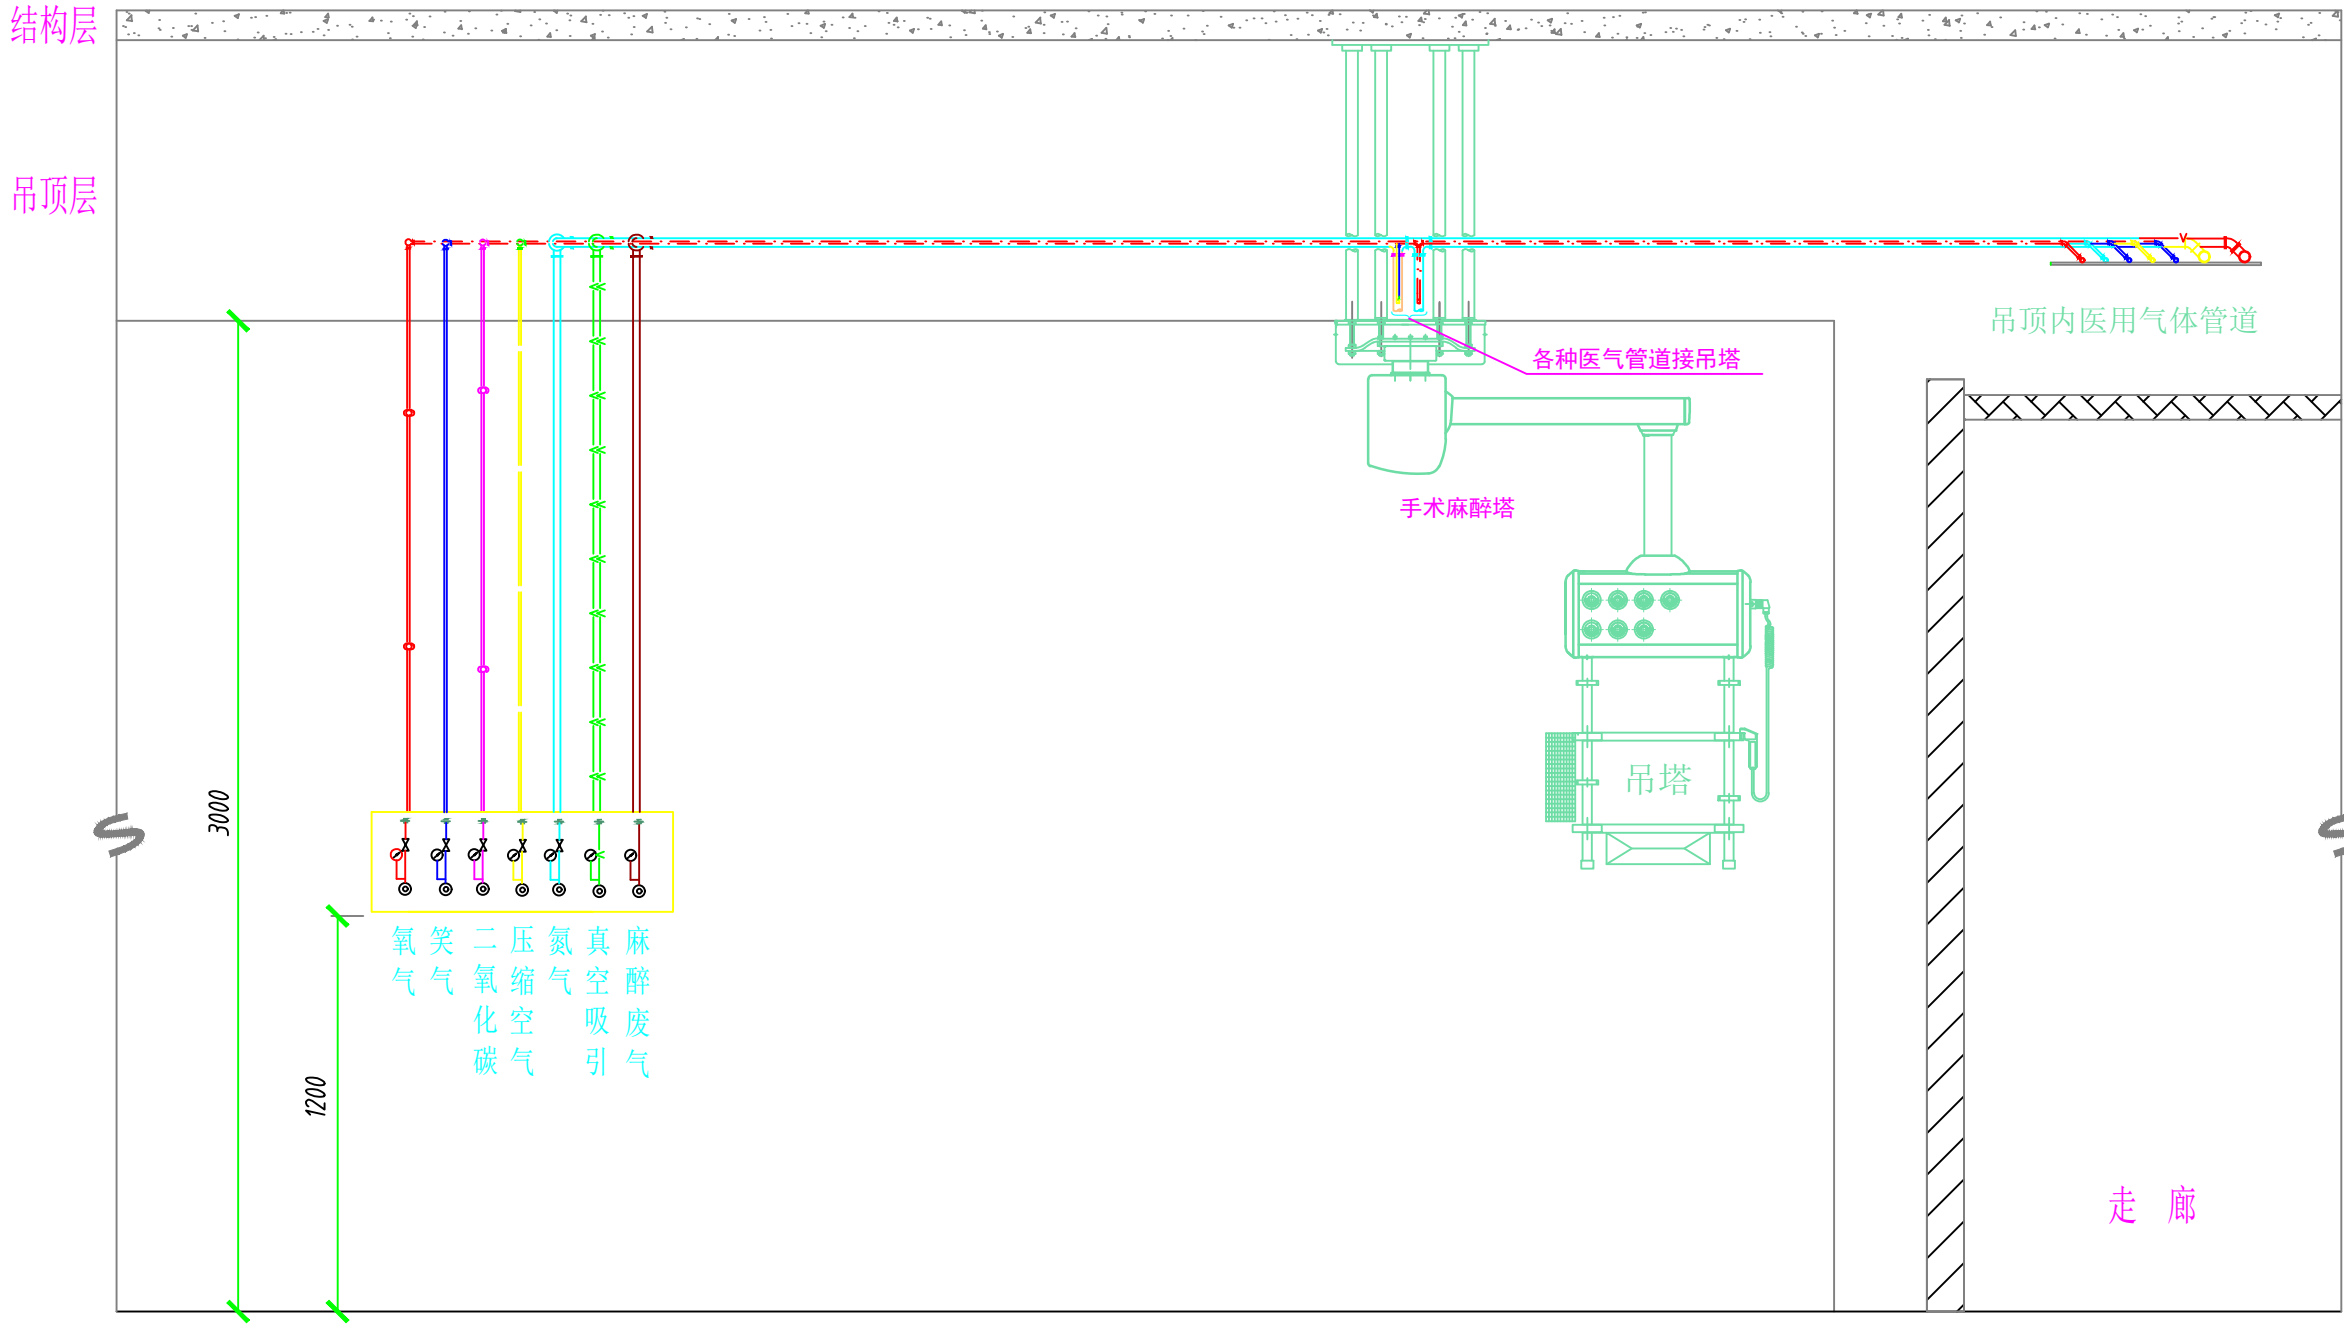 结构层
吊顶层
吊顶内医用气体管道
各种医气管道接吊塔
手术麻醉塔
吊塔
3000
1200
氧气
笑气
二氧化碳
压缩空气
氮气
真空吸引
麻醉废气
走 廊
V